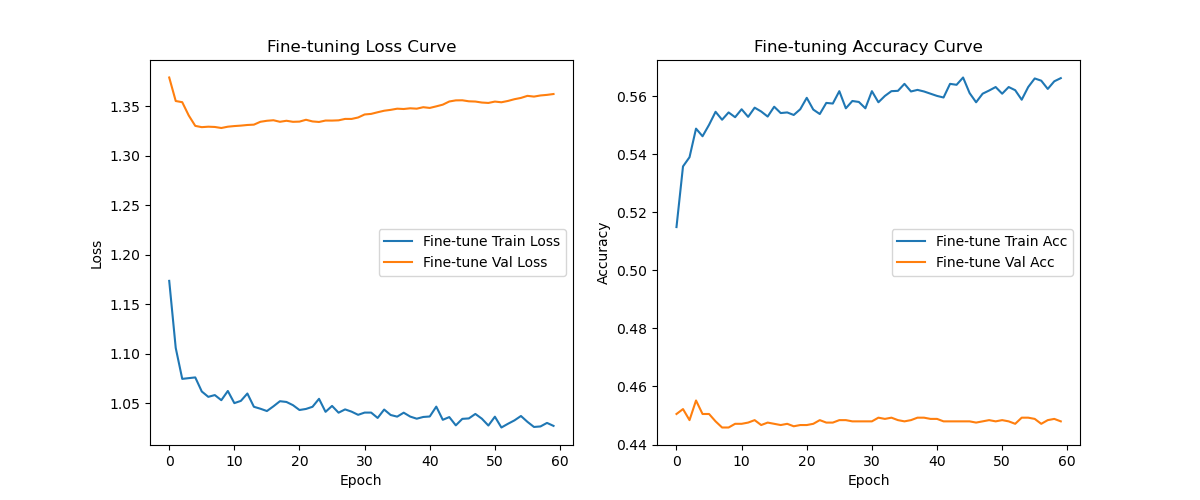 Fine-tuning Loss Curve
1.35
1.30
1.25
1.20
1.15
1.10
1.05
Loss
0 10 20 30 40 50 60
Epoch
Fine-tune Train Loss
Fine-tune Val Loss
Fine-tuning Accuracy Curve
0.56
0.54
0.52
0.50
0.48
0.46
0.44
Accuracy
0 10 20 30 40 50 60
Epoch
Fine-tune Train Acc
Fine-tune Val Acc